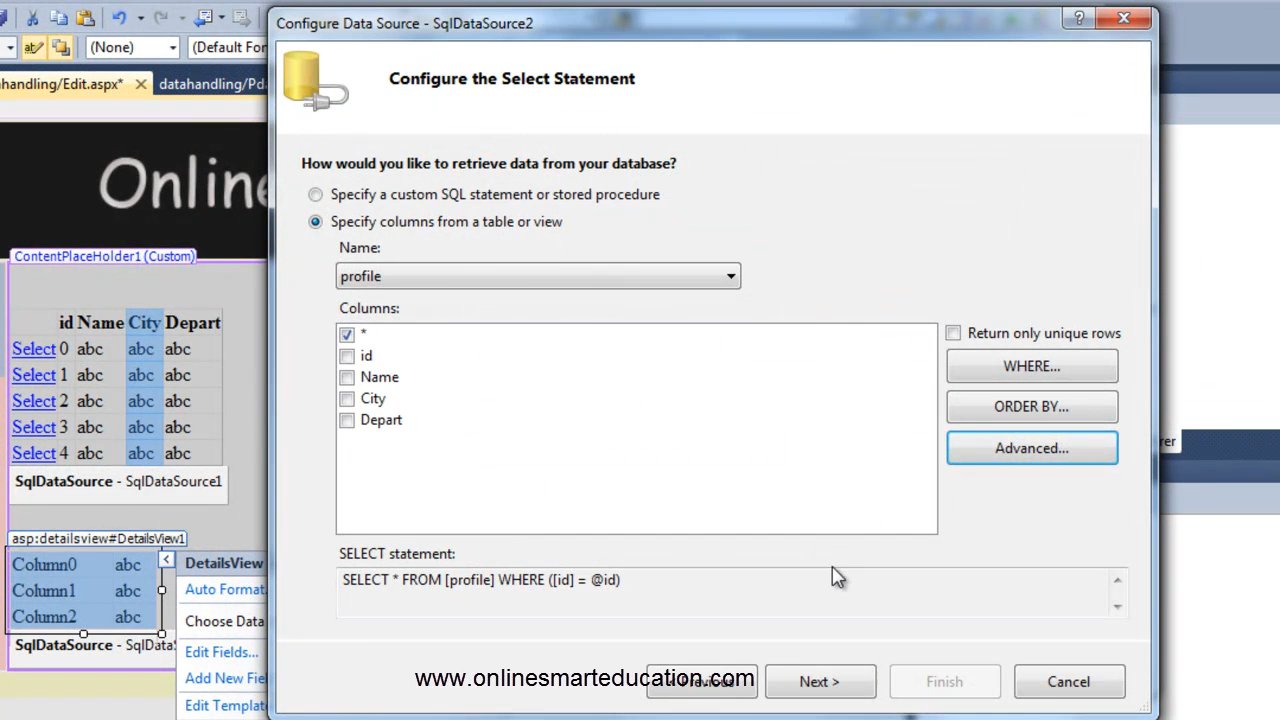 Configure Data Source - SqlDataSource2
(None)
(Default For
handling/Edit.aspx*
datahandling/Pd
Configure the Select Statement
Online
How would you like to retrieve data from your database?
Specify a custom SQL statement or stored procedure
Specify columns from a table or view
Name:
profile
Columns:
*
id
Name
City
Depart
Return only unique rows
WHERE...
ORDER BY...
Advanced...
SELECT statement:
SELECT * FROM [profile] WHERE ([id] = @id)
< Previous
Next >
Finish
Cancel
www.onlinesmarteducation.com
ContentPlaceHolder1 (Custom)
id Name City Depart
Select 0 abc abc abc
Select 1 abc abc abc
Select 2 abc abc abc
Select 3 abc abc abc
Select 4 abc abc abc
SqlDataSource - SqlDataSource1
asp:detailsview#DetailsView1
Column0 abc
Column1 abc
Column2 abc
SqlDataSource - SqlDataS
DetailsView
Auto Format
Choose Data
Edit Fields...
Add New Fiel
Edit Templat
rer